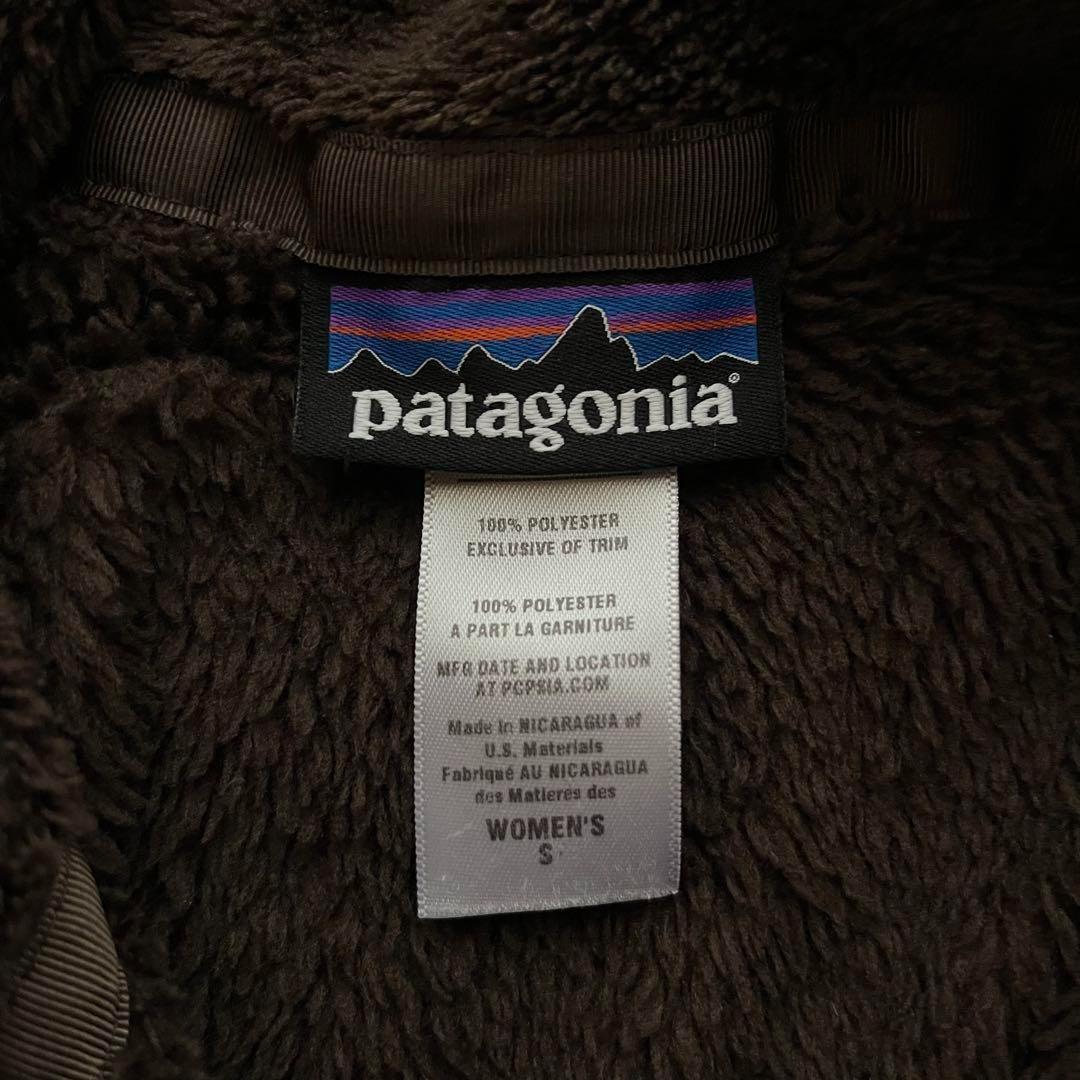 patagonia®
100% POLYESTER
EXCLUSIVE OF TRIM
100% POLYESTER
A PART LA GARNITURE
MFG DATE AND LOCATION
AT PCPSIA.COM
Made in NICARAGUA of
U.S. Materials
Fabriqué AU NICARAGUA
des Matieres des
WOMEN'S
S